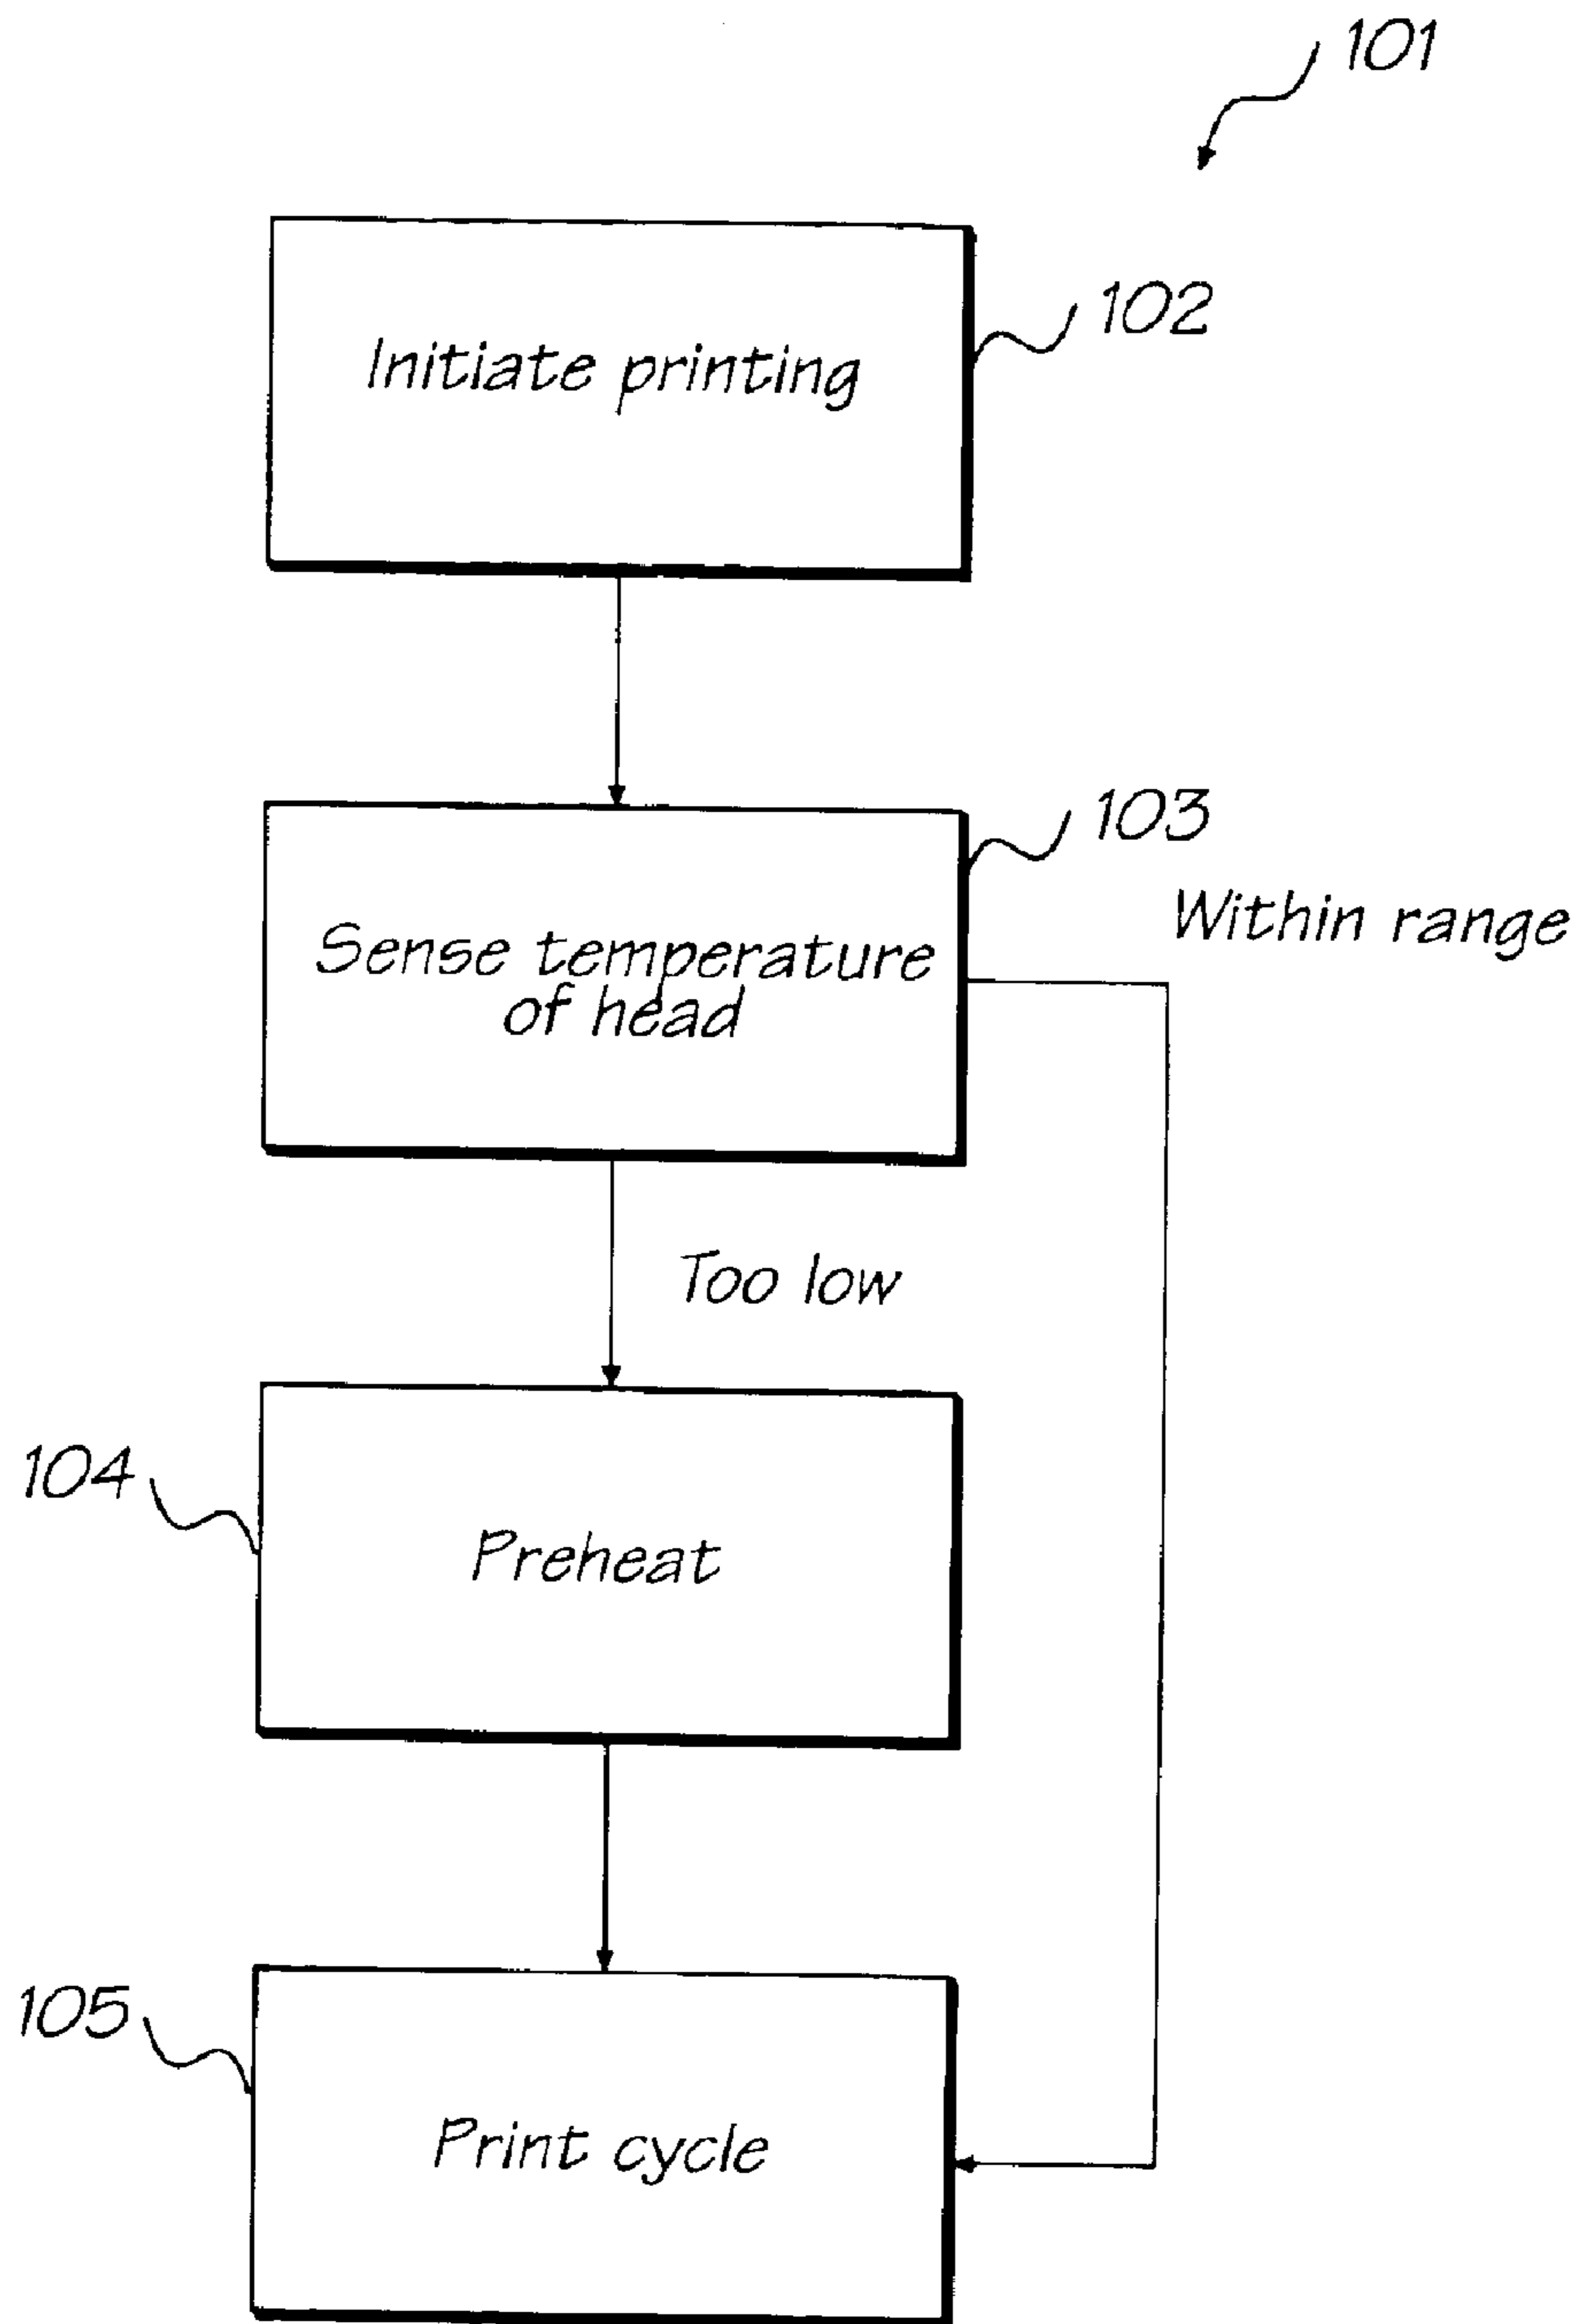 101
Initiate printing
102
103
Within range
Sense temperature
of head
Too low
104
Preheat
105
Print cycle